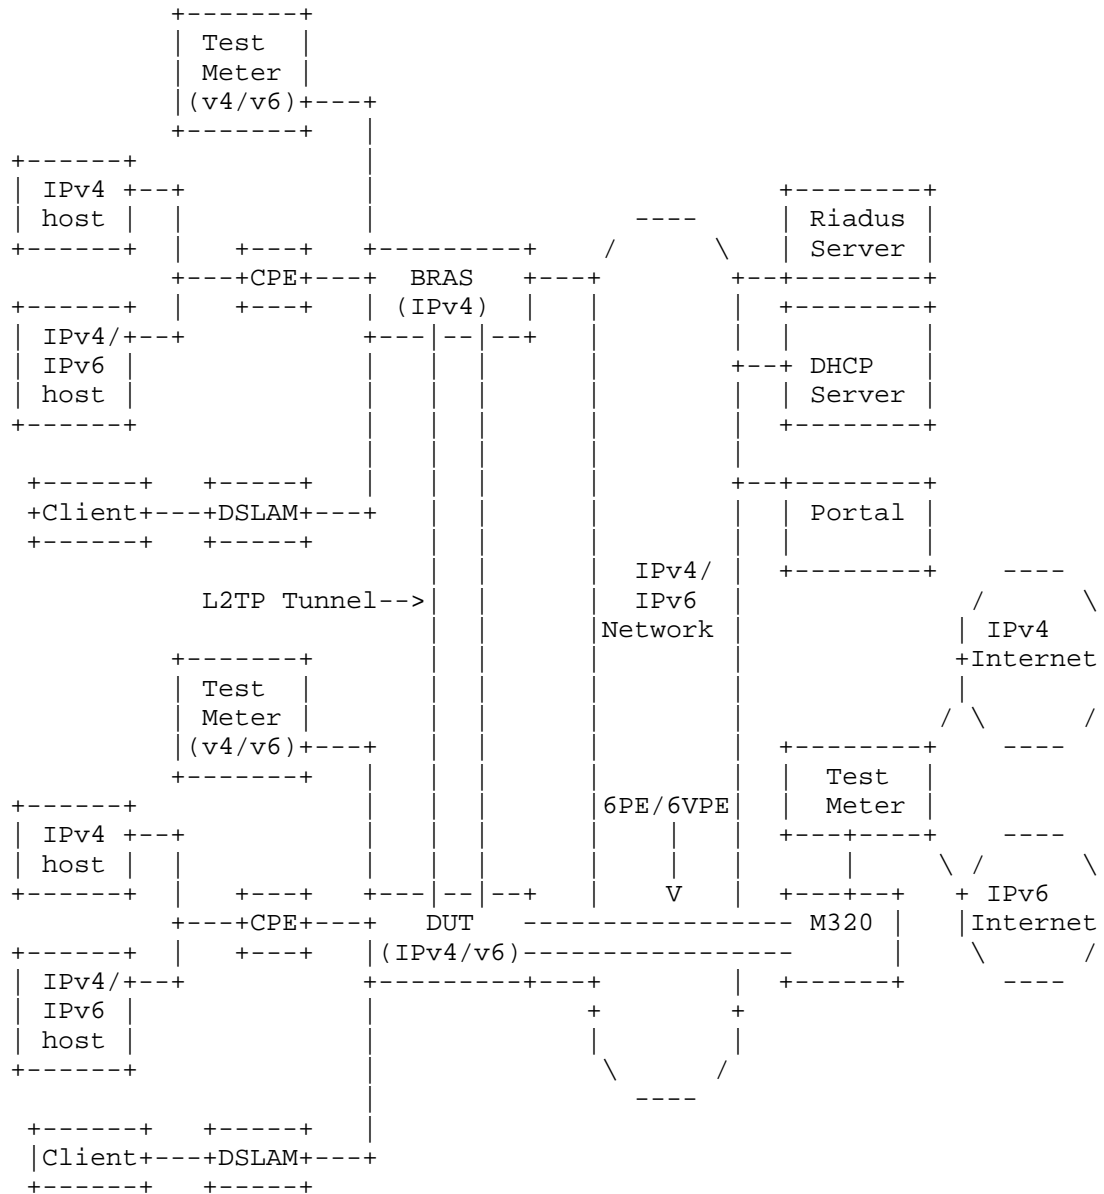 Test
Meter
(v4/v6)
IPv4
host
Riadus
Server
CPE
BRAS
(IPv4)
IPv4/
IPv6
host
DHCP
Server
Client
DSLAM
Portal
IPv4/
IPv6
Network
L2TP Tunnel-->
IPv4
Internet
Test
Meter
(v4/v6)
Test
Meter
6PE/6VPE
IPv4
host
V
IPv6
Internet
CPE
DUT
(IPv4/v6)
M320
IPv4/
IPv6
host
Client
DSLAM